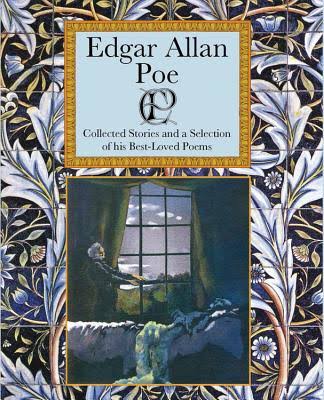 Edgar Allan
Poe
Collected Stories and a Selection
of his Best-Loved Poems